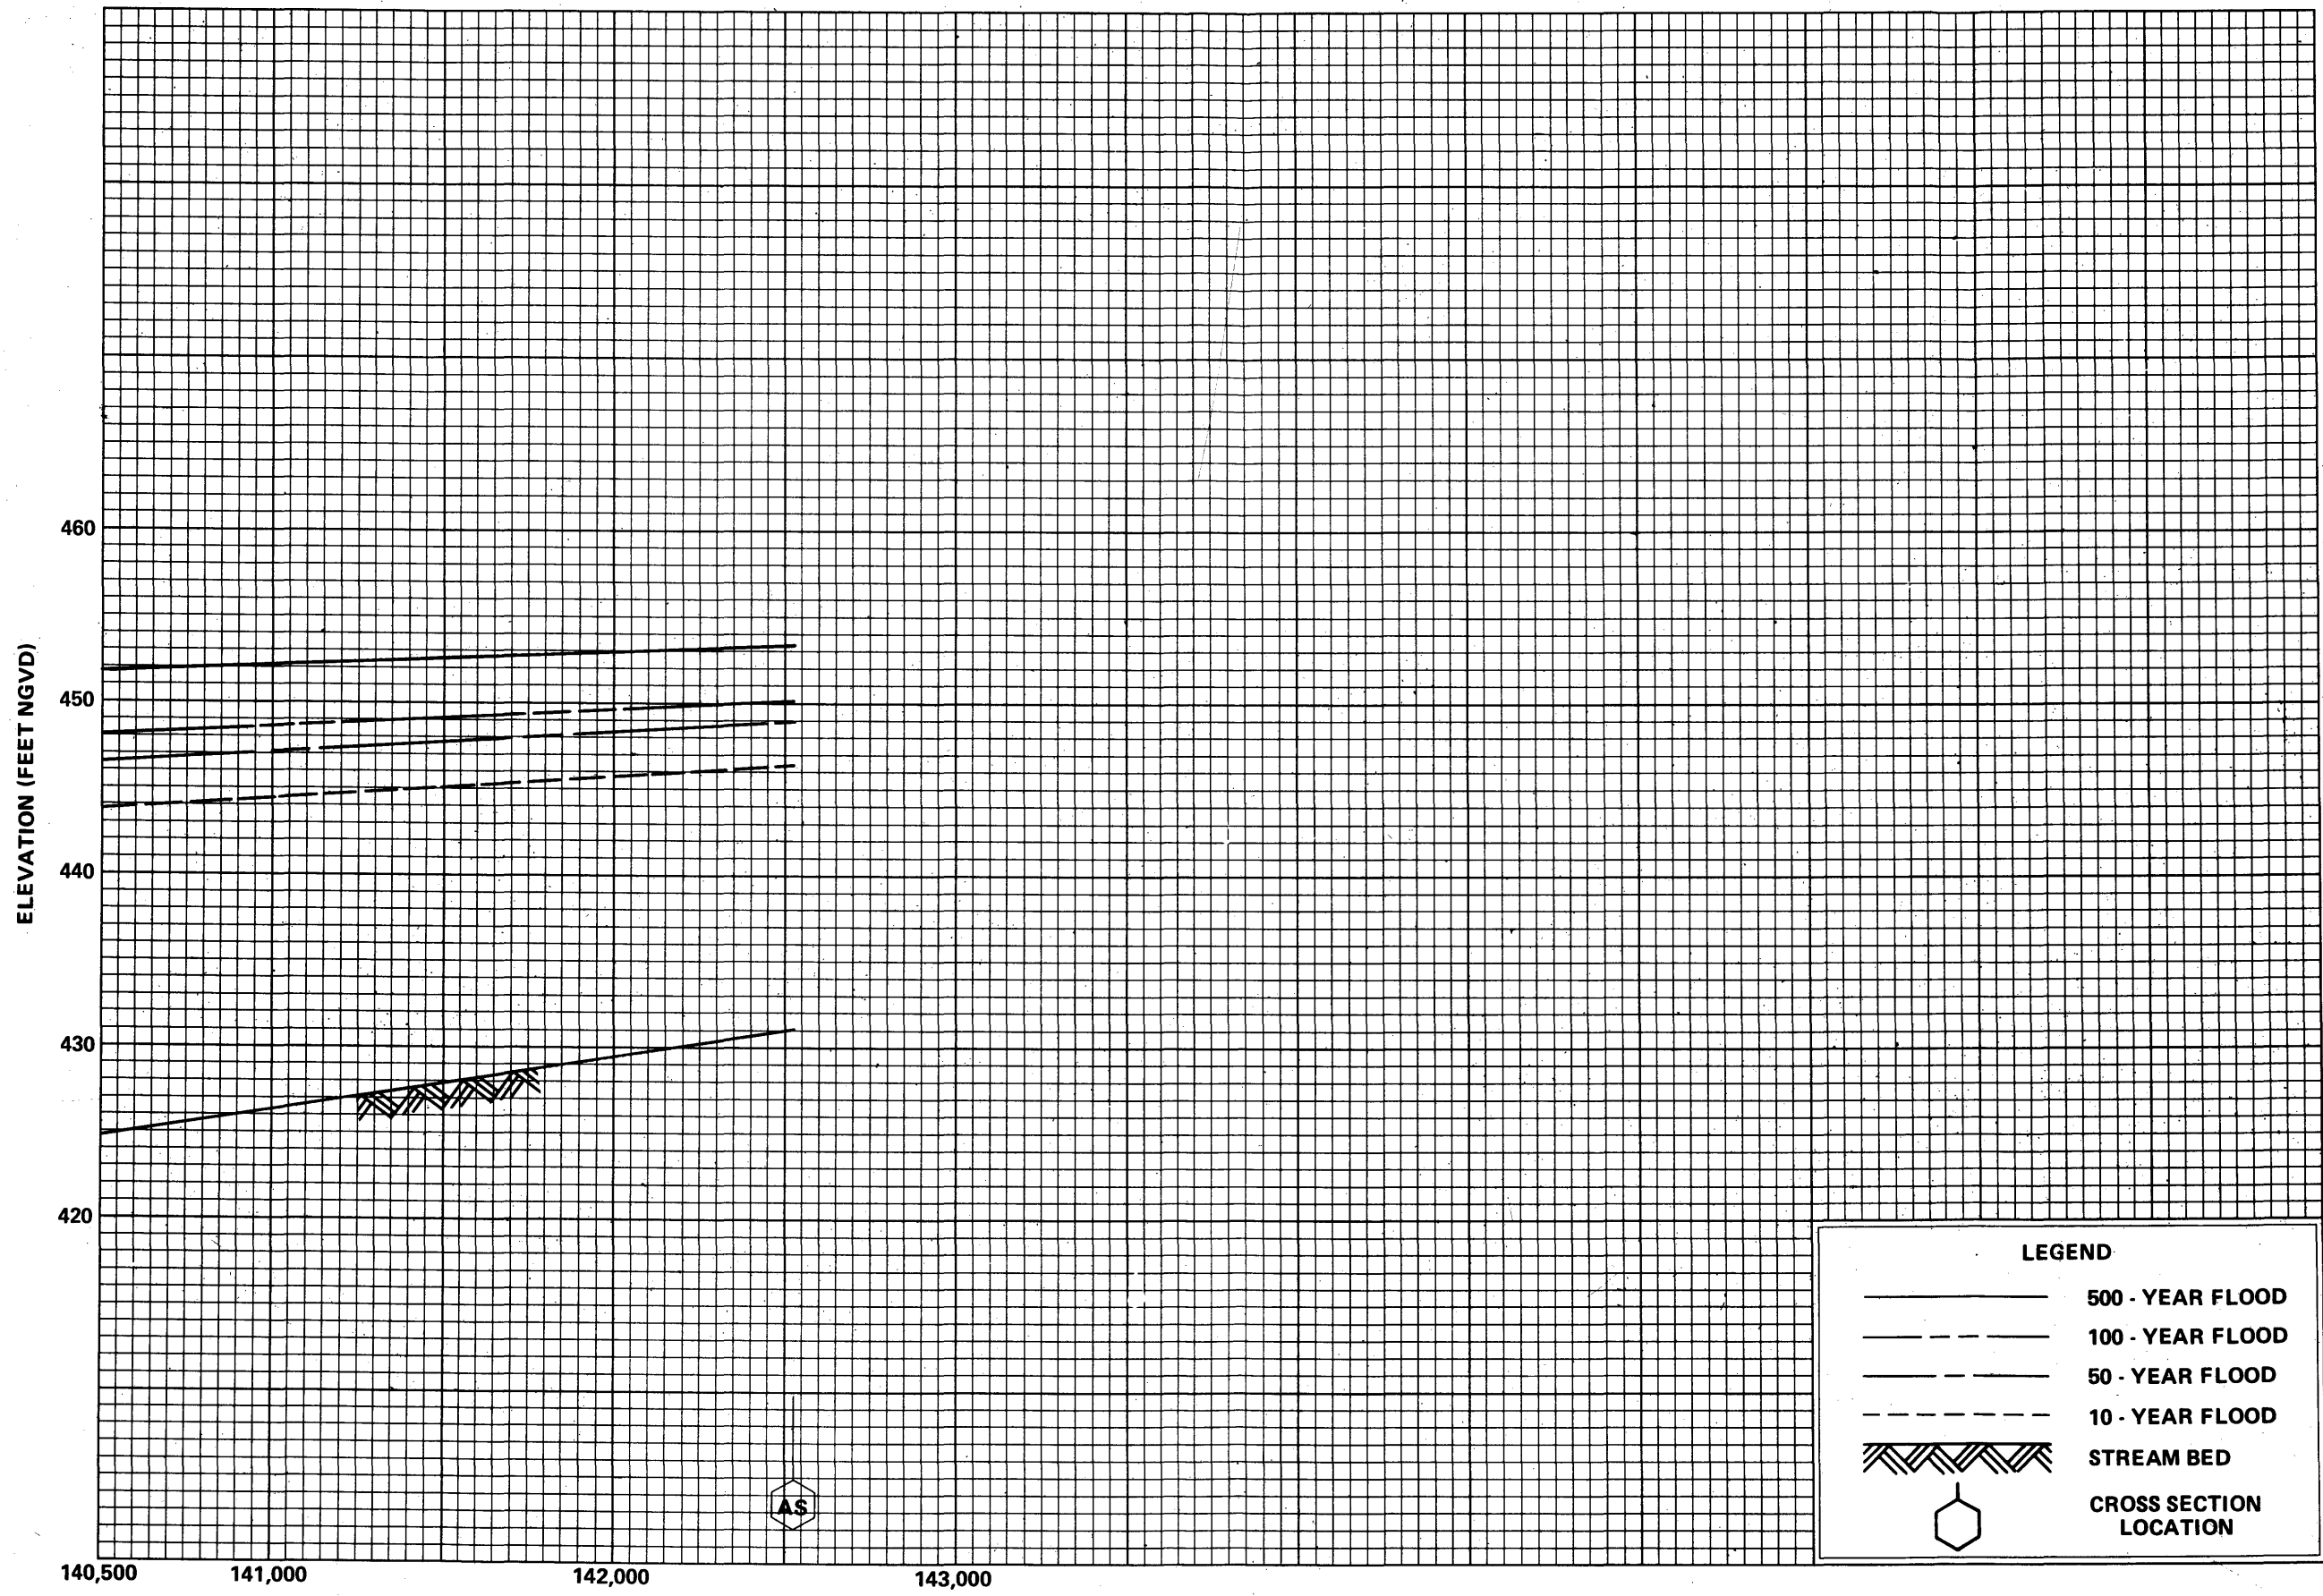 ELEVATION (FEET NGVD)
460
450
440
430
420
140,500
141,000
142,000
143,000
AS
LEGEND
500 - YEAR FLOOD
100 - YEAR FLOOD
50 - YEAR FLOOD
10 - YEAR FLOOD
STREAM BED
CROSS SECTION
LOCATION